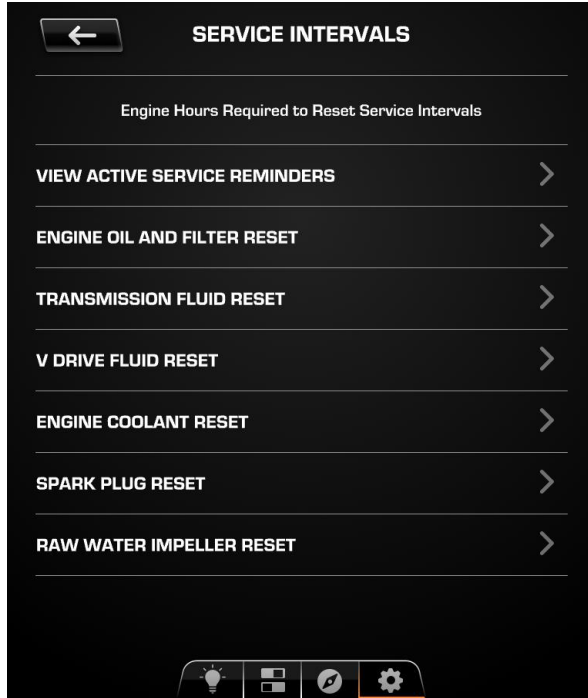 SERVICE INTERVALS
Engine Hours Required to Reset Service Intervals
VIEW ACTIVE SERVICE REMINDERS
ENGINE OIL AND FILTER RESET
TRANSMISSION FLUID RESET
V DRIVE FLUID RESET
ENGINE COOLANT RESET
SPARK PLUG RESET
RAW WATER IMPELLER RESET